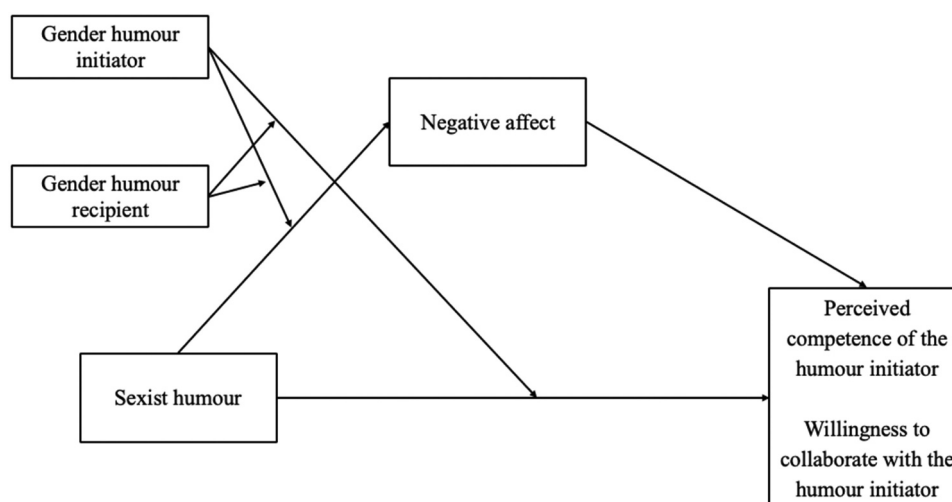 Gender humour
initiator
Negative affect
Gender humour
recipient
Sexist humour
Perceived
competence of the
humour initiator
Willingness to
collaborate with the
humour initiator